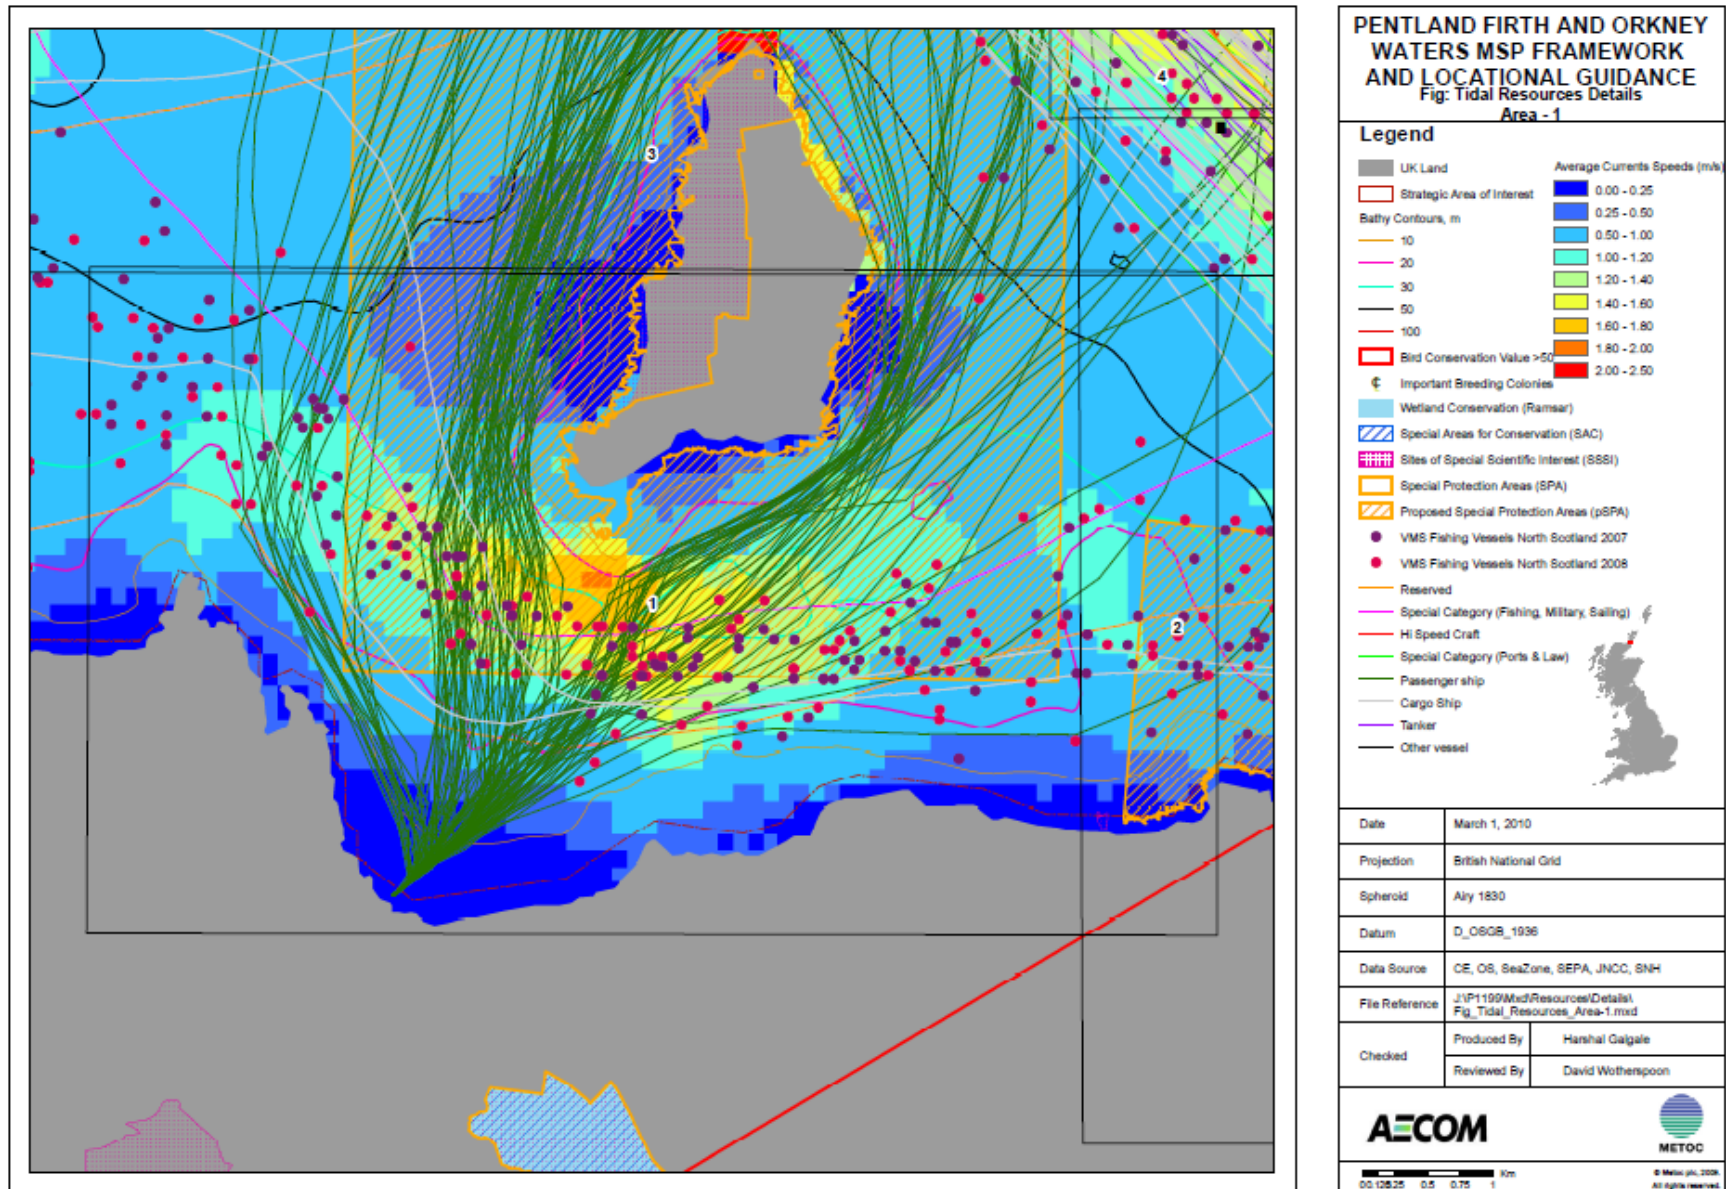 PENTLAND FIRTH AND ORKNEY
WATERS MSP FRAMEWORK
AND LOCATIONAL GUIDANCE
Fig: Tidal Resources Details
Area - 1
Legend
UK Land
Strategic Area of Interest
Bathy Contours, m
10
20
30
50
100
Bird Conservation Value >50
Important Breeding Colonies
Wetland Conservation (Ramsar)
Special Areas for Conservation (SAC)
Sites of Special Scientific Interest (SSSI)
Special Protection Areas (SPA)
Proposed Special Protection Areas (pSPA)
VMS Fishing Vessels North Scotland 2007
VMS Fishing Vessels North Scotland 2008
Reserved
Special Category (Fishing, Military, Sailing)
Hi Speed Craft
Special Category (Ports & Law)
Passenger ship
Cargo Ship
Tanker
Other vessel
Average Currents Speeds (m/s)
0.00 - 0.25
0.25 - 0.50
0.50 - 1.00
1.00 - 1.20
1.20 - 1.40
1.40 - 1.60
1.60 - 1.80
1.80 - 2.00
2.00 - 2.50
Date March 1, 2010
Projection British National Grid
Spheroid Airy 1830
Datum D_OSGB_1936
Data Source CE, OS, SeaZone, SEPA, JNCC, SNH
File Reference J:\P1199\Mxd\Resources\Details\
Fig_Tidal_Resources_Area-1.mxd
Checked
Produced By Harshal Galgale
Reviewed By David Wotherspoon
AECOM
METOC
Km
0.5 0.75 1
© Metoc plc, 2009.
All rights reserved.
4
3
1
2